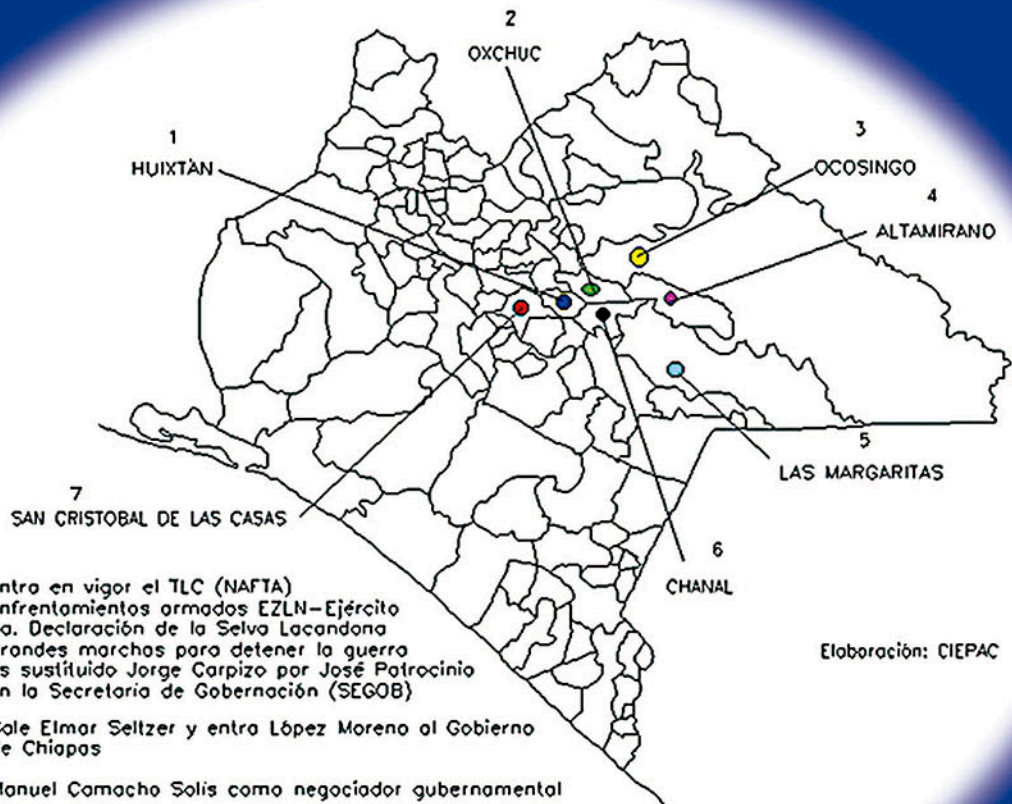 2
OXCHUC
1
HUIXTÀN
3
OCOSINGO
4
ALTAMIRANO
5
LAS MARGARITAS
7
SAN CRISTOBAL DE LAS CASAS
6
CHANAL
ntra en vigor el TLC (NAFTA)
nfrentamientos armados EZLN-Ejército
a. Declaración de la Selva Lacandona
randes marchas para detener la guerra
s sustituido Jorge Carpizo por José Patrocinio
n la Secretaría de Gobernación (SEGOB)
Sale Elmar Seltzer y entra López Moreno al Gobierno
e Chiapas
Manuel Camacho Solís como negociador gubernamental
Elaboración: CIEPAC